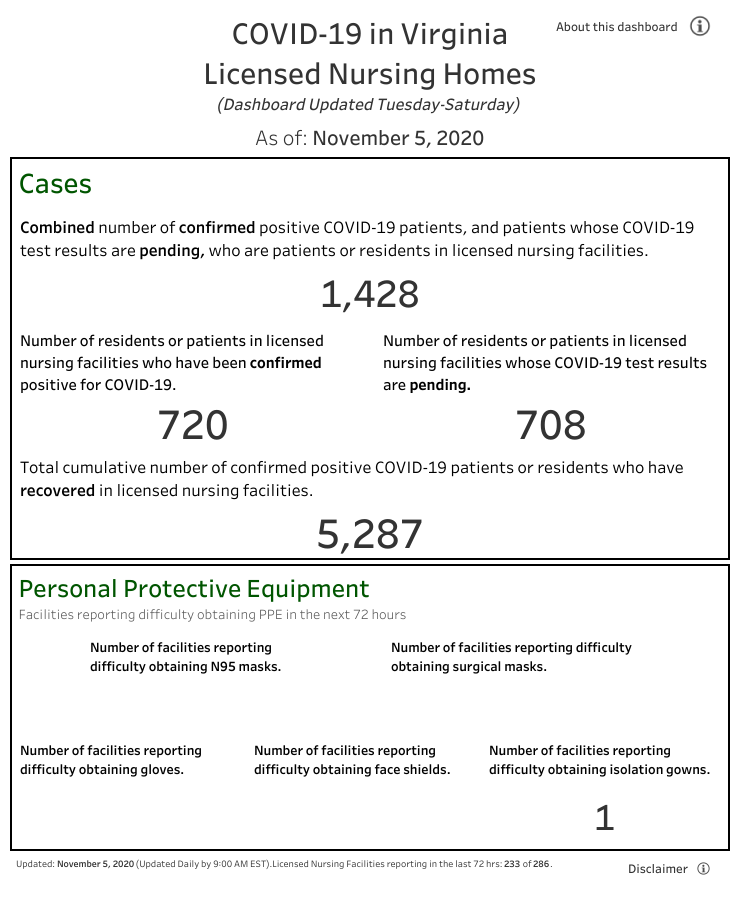 COVID-19 in Virginia
Licensed Nursing Homes
About this dashboard
(Dashboard Updated Tuesday-Saturday)
As of: November 5, 2020
Cases
Combined number of confirmed positive COVID-19 patients, and patients whose COVID-19
test results are pending, who are patients or residents in licensed nursing facilities.
1,428
Number of residents or patients in licensed
nursing facilities who have been confirmed
positive for COVID-19.
720
Number of residents or patients in licensed
nursing facilities whose COVID-19 test results
are pending.
708
Total cumulative number of confirmed positive COVID-19 patients or residents who have
recovered in licensed nursing facilities.
5,287
Personal Protective Equipment
Facilities reporting difficulty obtaining PPE in the next 72 hours
Number of facilities reporting
difficulty obtaining N95 masks.
Number of facilities reporting difficulty
obtaining surgical masks.
Number of facilities reporting
difficulty obtaining gloves.
Number of facilities reporting
difficulty obtaining face shields.
Number of facilities reporting
difficulty obtaining isolation gowns.
1
Updated: November 5, 2020 (Updated Daily by 9:00 AM EST).Licensed Nursing Facilities reporting in the last 72 hrs: 233 of 286.
Disclaimer